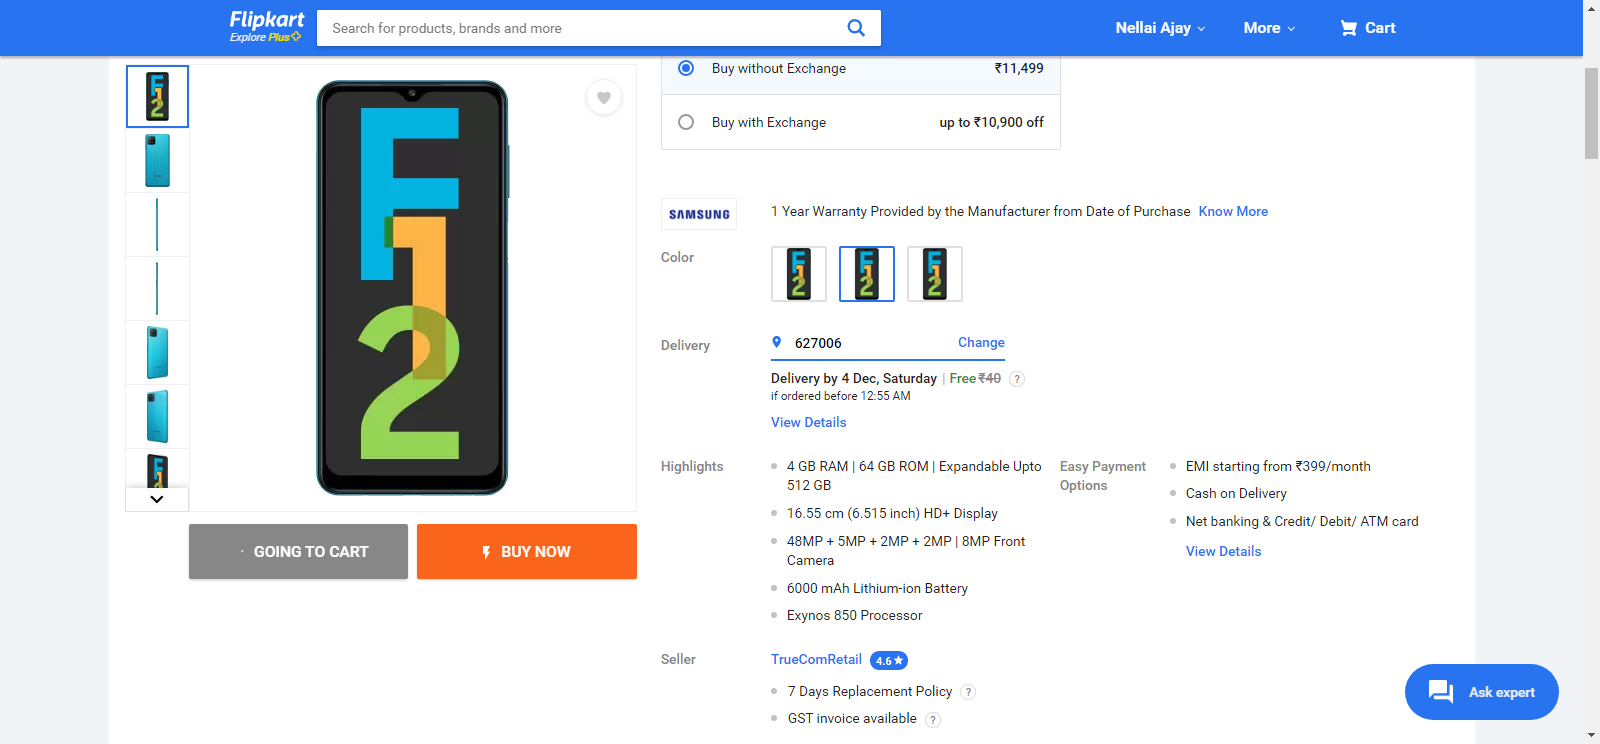 Flipkart
Explore Plus
Search for products, brands and more
Nellai Ajay
More
Cart
Buy without Exchange
₹11,499
Buy with Exchange
up to ₹10,900 off
F12
SAMSUNG
1 Year Warranty Provided by the Manufacturer from Date of Purchase Know More
Color
Delivery
627006
Change
Delivery by 4 Dec, Saturday | Free ₹40 ?
if ordered before 12:55 AM
View Details
Highlights
4 GB RAM | 64 GB ROM | Expandable Upto
512 GB
16.55 cm (6.515 inch) HD+ Display
48MP + 5MP + 2MP + 2MP | 8MP Front
Camera
6000 mAh Lithium-ion Battery
Exynos 850 Processor
Easy Payment
Options
EMI starting from ₹399/month
Cash on Delivery
Net banking & Credit/ Debit/ ATM card
View Details
GOING TO CART
BUY NOW
Seller
TrueComRetail 4.6★
7 Days Replacement Policy ?
GST invoice available ?
Ask expert